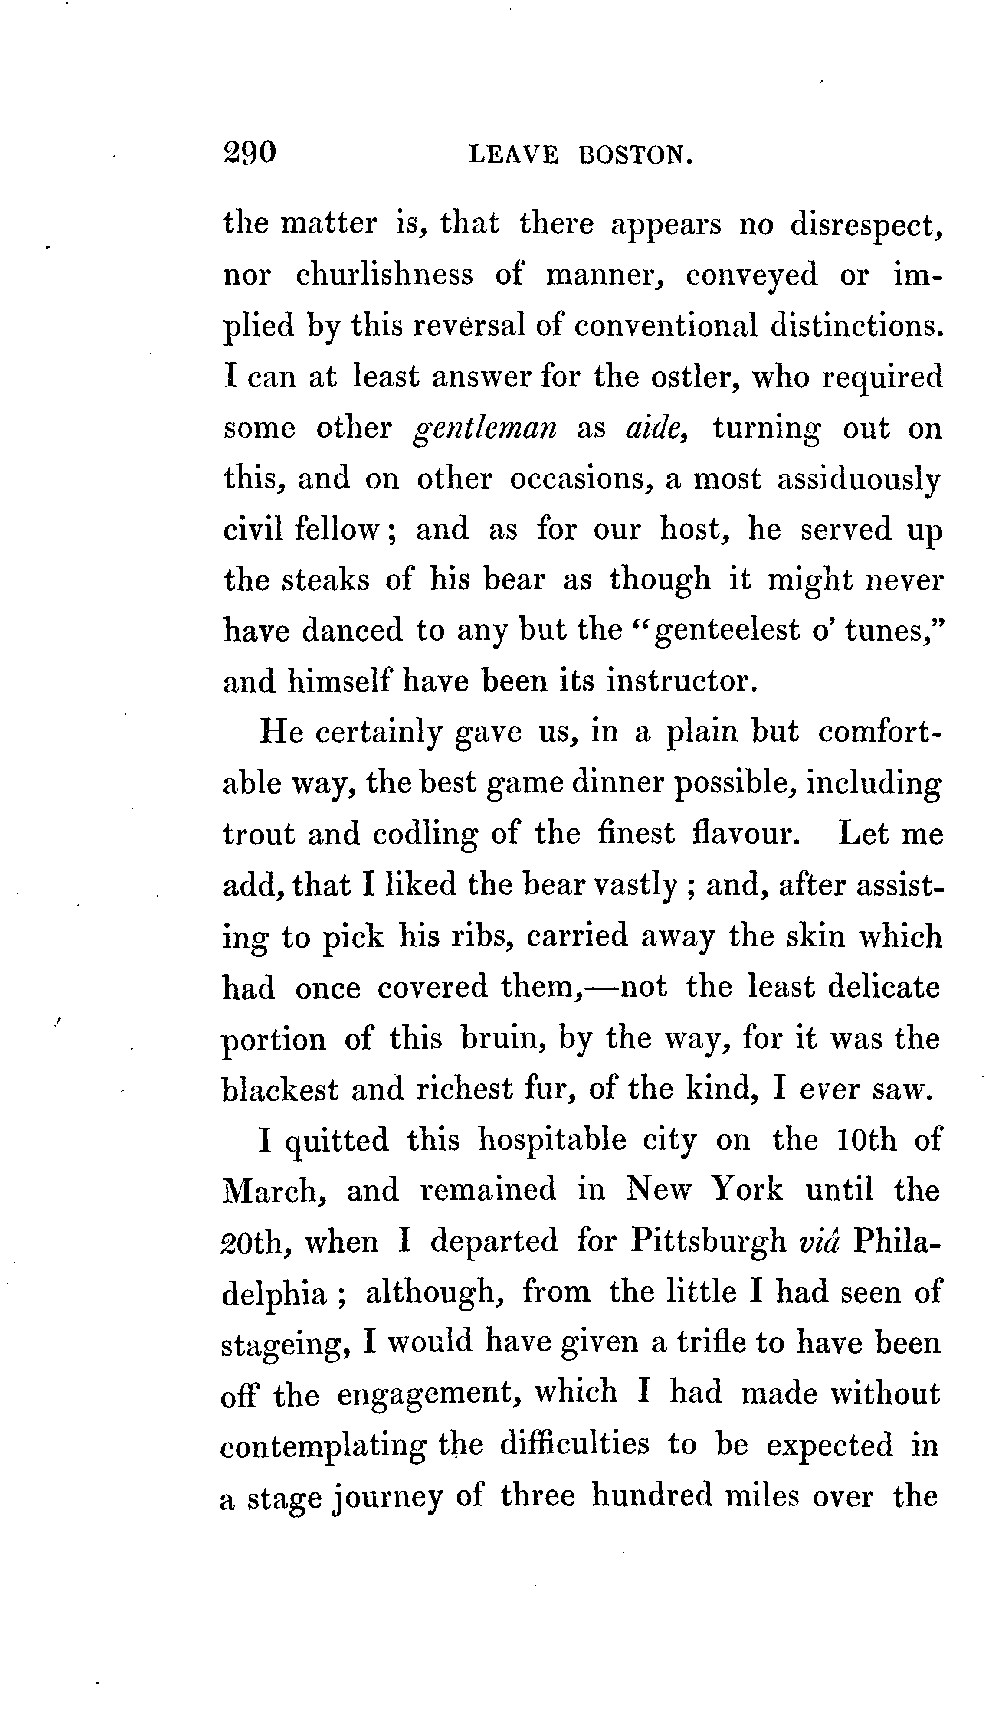 290 LEAVE BOSTON.
the matter is, that there appears no disrespect,
nor churlishness of manner, conveyed or im-
plied by this reversal of conventional distinctions.
I can at least answer for the ostler, who required
some other gentleman as aide, turning out on
this, and on other occasions, a most assiduously
civil fellow; and as for our host, he served up
the steaks of his bear as though it might never
have danced to any but the "genteelest o' tunes,"
and himself have been its instructor.
He certainly gave us, in a plain but comfort-
able way, the best game dinner possible, including
trout and codling of the finest flavour. Let me
add, that I liked the bear vastly ; and, after assist-
ing to pick his ribs, carried away the skin which
had once covered them,—not the least delicate
portion of this bruin, by the way, for it was the
blackest and richest fur, of the kind, I ever saw.
I quitted this hospitable city on the 10th of
March, and remained in New York until the
20th, when I departed for Pittsburgh viâ Phila-
delphia ; although, from the little I had seen of
stageing, I would have given a trifle to have been
off the engagement, which I had made without
contemplating the difficulties to be expected in
a stage journey of three hundred miles over the